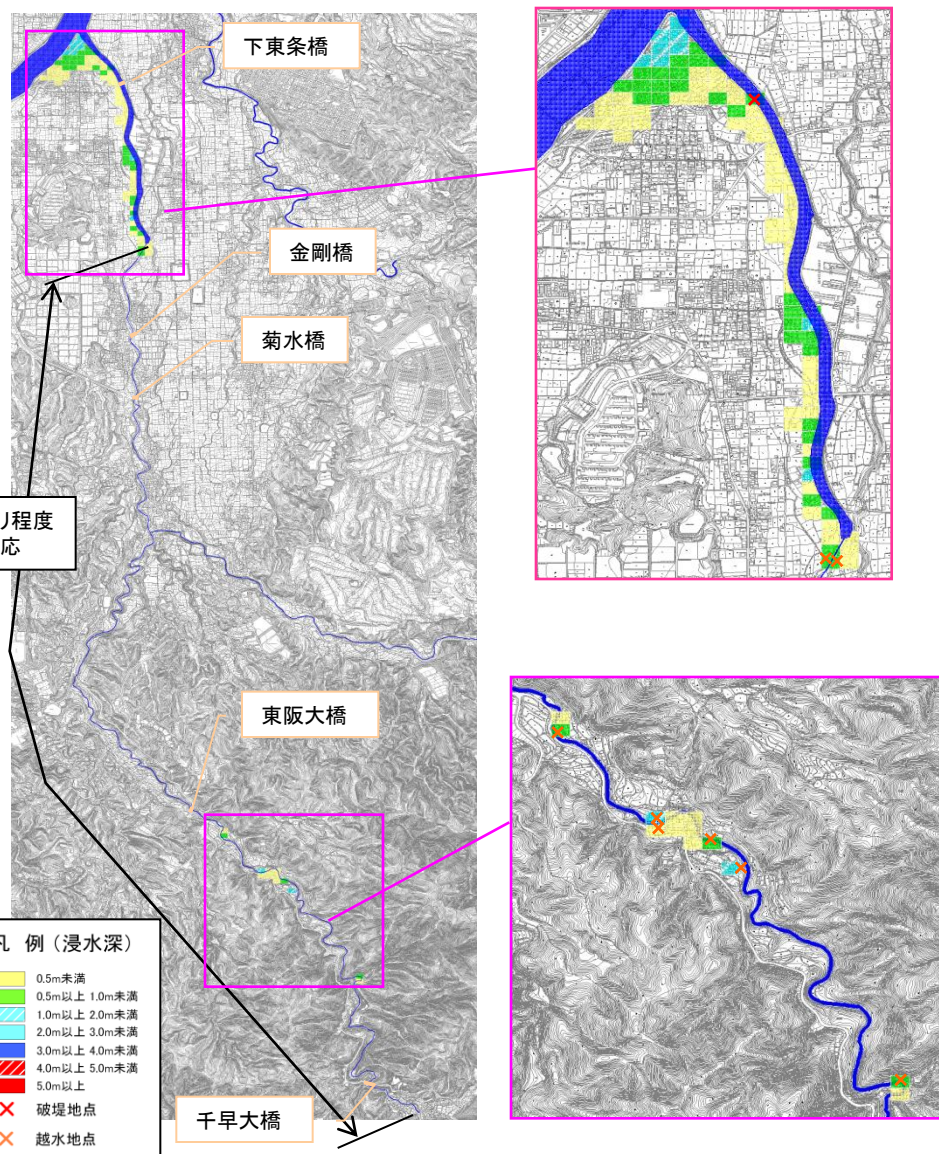 下東条橋
金剛橋
菊水橋
リ程度
応
東阪大橋
千早大橋
凡 例（浸水深）
0.5m未満
0.5m以上 1.0m未満
1.0m以上 2.0m未満
2.0m以上 3.0m未満
3.0m以上 4.0m未満
4.0m以上 5.0m未満
5.0m以上
破堤地点
越水地点